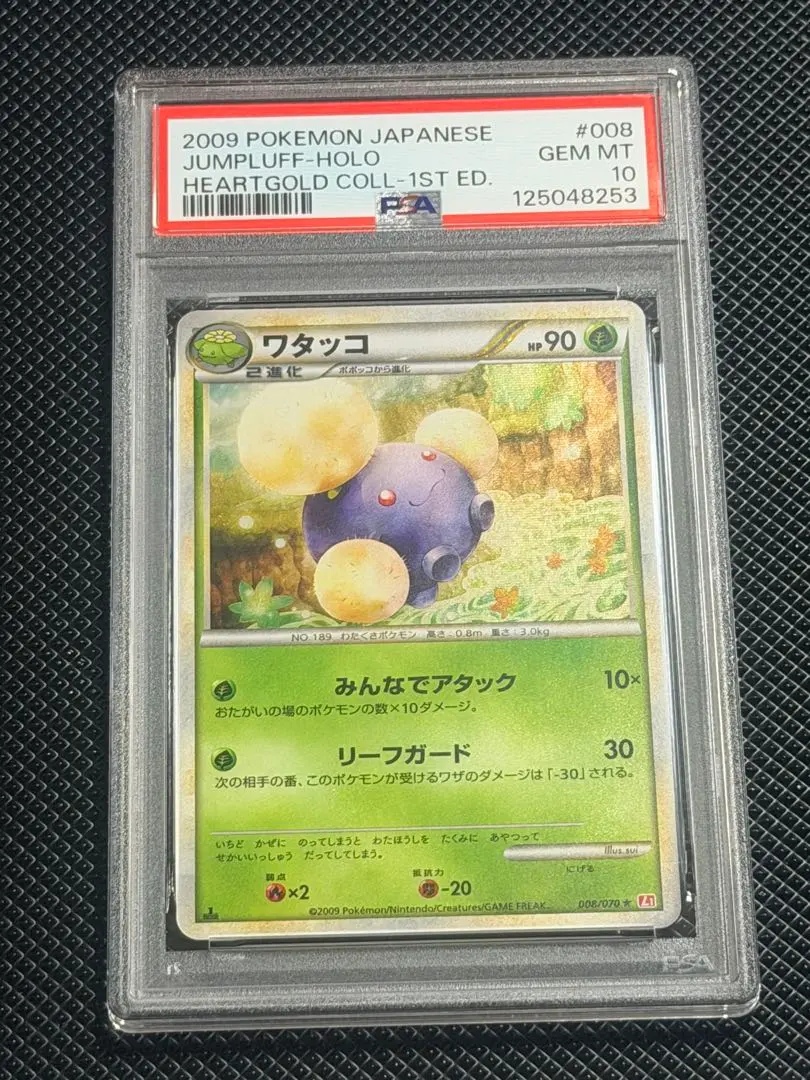 2009 POKEMON JAPANESE #008
JUMPLUFF-HOLO GEM MT
HEARTGOLD COLL-1ST ED. 10
PSA 125048253
ワタッコ HP 90
2進化 ポポッコから進化
NO 189 わたくさポケモン 高さ:0.8m 重さ:3.0kg
みんなでアタック 10×
おたがいの場のポケモンの数×10ダメージ。
リーフガード 30
次の相手の番、このポケモンが受けるワザのダメージは「-30」される。
いちど かぜに のってしまうと わたほうしを たくみに あやつって
せかいいっしゅう だってしてしまう。
Illus. sui
弱点 抵抗力 にげる
×2 -20
1 ©2009 Pokémon/Nintendo/Creatures/GAME FREAK. 008/070 ★ L1
PSA